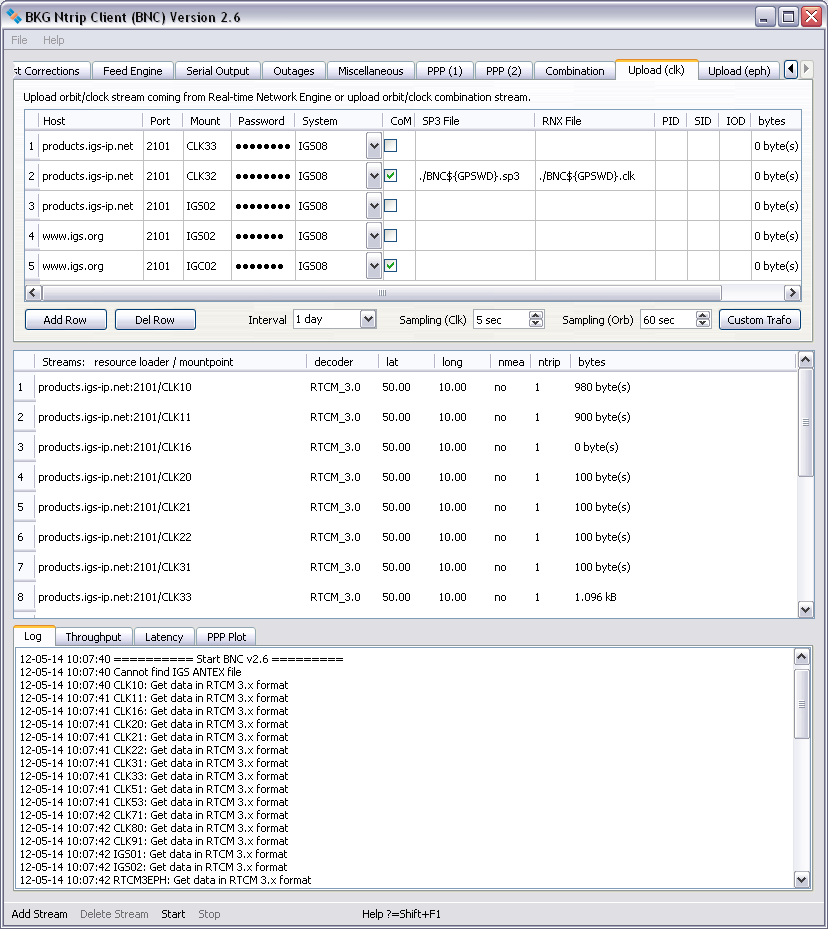 BKG Ntrip Client (BNC) Version 2.6
File Help
st Corrections Feed Engine Serial Output Outages Miscellaneous PPP (1) PPP (2) Combination Upload (clk) Upload (eph)
Upload orbit/clock stream coming from Real-time Network Engine or upload orbit/clock combination stream.
Host Port Mount Password System CoM SP3 File RNX File PID SID IOD bytes
1 products.igs-ip.net 2101 CLK33 ●●●●●●●● IGS08 0 byte(s)
2 products.igs-ip.net 2101 CLK32 ●●●●●●●● IGS08 ./BNC${GPSWD}.sp3 ./BNC${GPSWD}.clk 0 byte(s)
3 products.igs-ip.net 2101 IGS02 ●●●●●●●● IGS08 0 byte(s)
4 www.igs.org 2101 IGS02 ●●●●●●● IGS08 0 byte(s)
5 www.igs.org 2101 IGC02 ●●●●●●● IGS08 0 byte(s)
Add Row Del Row Interval 1 day Sampling (Clk) 5 sec Sampling (Orb) 60 sec Custom Trafo
Streams: resource loader / mountpoint decoder lat long nmea ntrip bytes
1 products.igs-ip.net:2101/CLK10 RTCM_3.0 50.00 10.00 no 1 980 byte(s)
2 products.igs-ip.net:2101/CLK11 RTCM_3.0 50.00 10.00 no 1 900 byte(s)
3 products.igs-ip.net:2101/CLK16 RTCM_3.0 50.00 10.00 no 1 0 byte(s)
4 products.igs-ip.net:2101/CLK20 RTCM_3.0 50.00 10.00 no 1 100 byte(s)
5 products.igs-ip.net:2101/CLK21 RTCM_3.0 50.00 10.00 no 1 100 byte(s)
6 products.igs-ip.net:2101/CLK22 RTCM_3.0 50.00 10.00 no 1 100 byte(s)
7 products.igs-ip.net:2101/CLK31 RTCM_3.0 50.00 10.00 no 1 100 byte(s)
8 products.igs-ip.net:2101/CLK33 RTCM_3.0 50.00 10.00 no 1 1.096 kB
Log Throughput Latency PPP Plot
12-05-14 10:07:40 ========== Start BNC v2.6 =========
12-05-14 10:07:40 Cannot find IGS ANTEX file
12-05-14 10:07:40 CLK10: Get data in RTCM 3.x format
12-05-14 10:07:41 CLK11: Get data in RTCM 3.x format
12-05-14 10:07:41 CLK16: Get data in RTCM 3.x format
12-05-14 10:07:41 CLK20: Get data in RTCM 3.x format
12-05-14 10:07:41 CLK21: Get data in RTCM 3.x format
12-05-14 10:07:41 CLK22: Get data in RTCM 3.x format
12-05-14 10:07:41 CLK31: Get data in RTCM 3.x format
12-05-14 10:07:41 CLK33: Get data in RTCM 3.x format
12-05-14 10:07:41 CLK51: Get data in RTCM 3.x format
12-05-14 10:07:41 CLK53: Get data in RTCM 3.x format
12-05-14 10:07:42 CLK71: Get data in RTCM 3.x format
12-05-14 10:07:42 CLK80: Get data in RTCM 3.x format
12-05-14 10:07:42 CLK91: Get data in RTCM 3.x format
12-05-14 10:07:42 IGS01: Get data in RTCM 3.x format
12-05-14 10:07:42 IGS02: Get data in RTCM 3.x format
12-05-14 10:07:42 RTCM3EPH: Get data in RTCM 3.x format
Add Stream Delete Stream Start Stop Help ?=Shift+F1